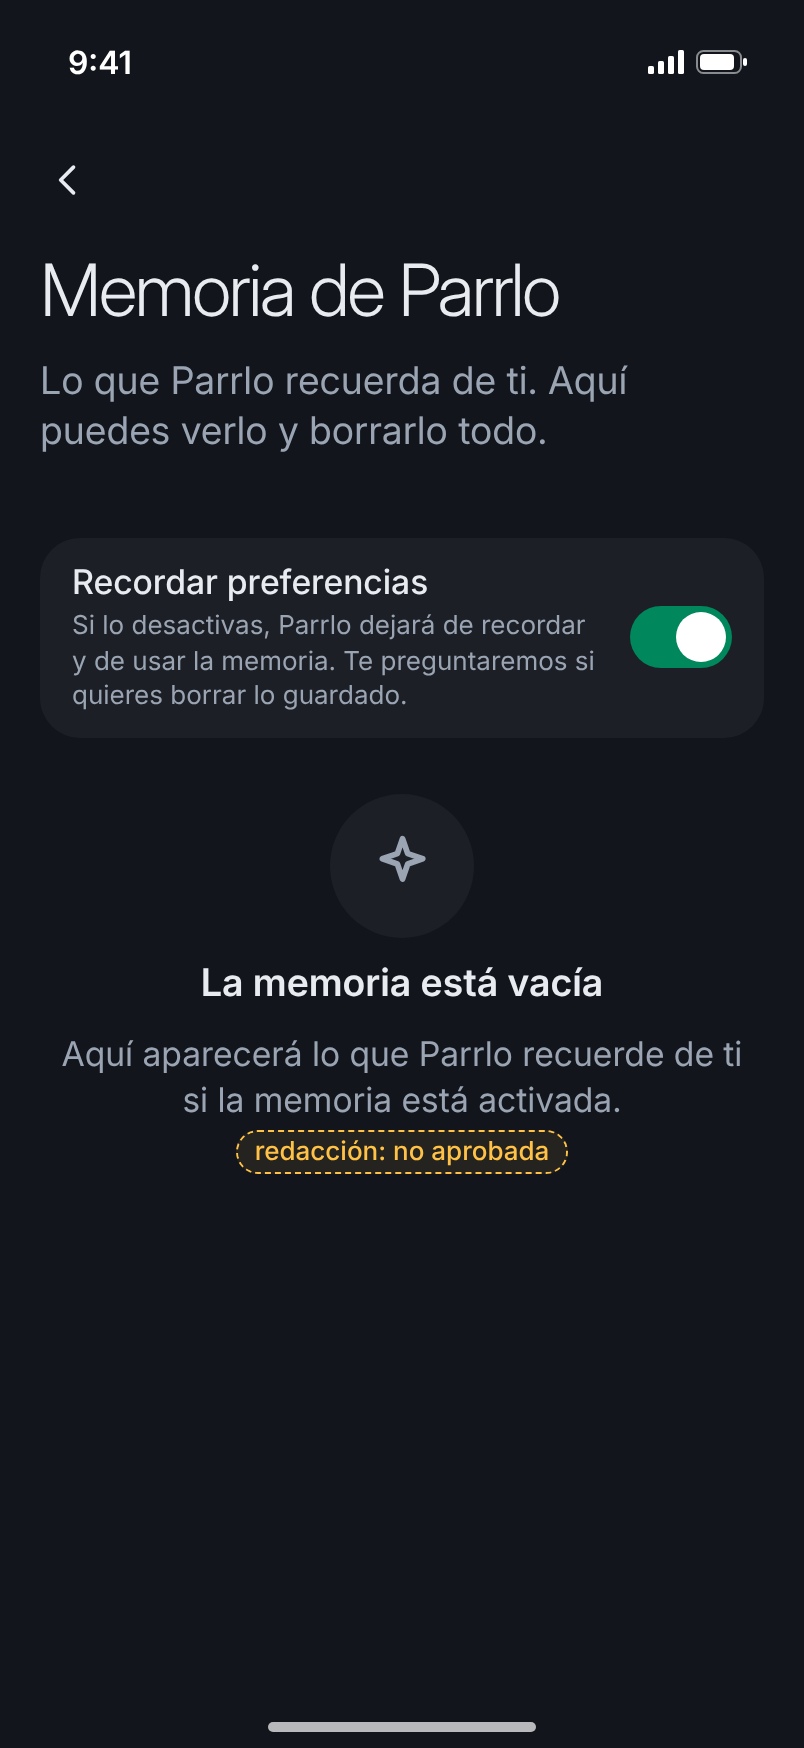 9:41
Memoria de Parrlo
Lo que Parrlo recuerda de ti. Aquí
puedes verlo y borrarlo todo.
Recordar preferencias
Si lo desactivas, Parrlo dejará de recordar
y de usar la memoria. Te preguntaremos si
quieres borrar lo guardado.
La memoria está vacía
Aquí aparecerá lo que Parrlo recuerde de ti
si la memoria está activada.
redacción: no aprobada